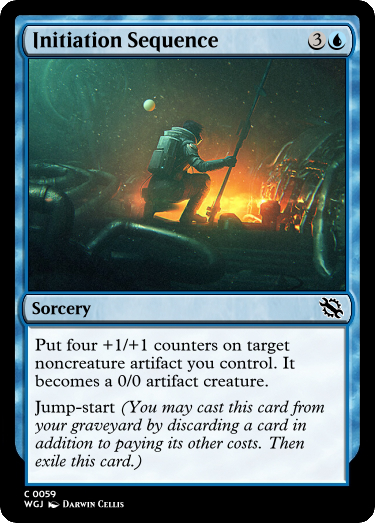 Initiation Sequence 3
Sorcery
Put four +1/+1 counters on target
noncreature artifact you control. It
becomes a 0/0 artifact creature.
Jump-start (You may cast this card from
your graveyard by discarding a card in
addition to paying its other costs. Then
exile this card.)
C 0059
WGJ Darwin Cellis